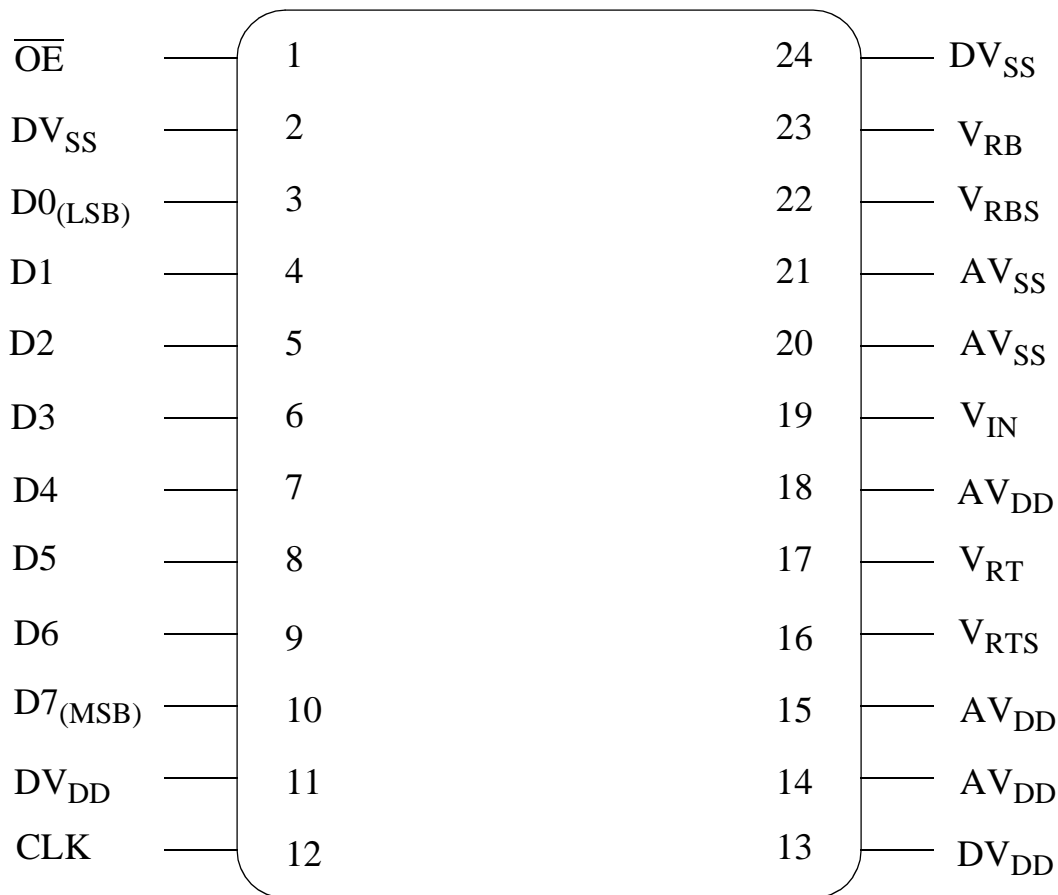 OE 1 24 DVSS
DVSS 2 23 VRB
D0(LSB) 3 22 VRBS
D1 4 21 AVSS
D2 5 20 AVSS
D3 6 19 VIN
D4 7 18 AVDD
D5 8 17 VRT
D6 9 16 VRTS
D7(MSB) 10 15 AVDD
DVDD 11 14 AVDD
CLK 12 13 DVDD